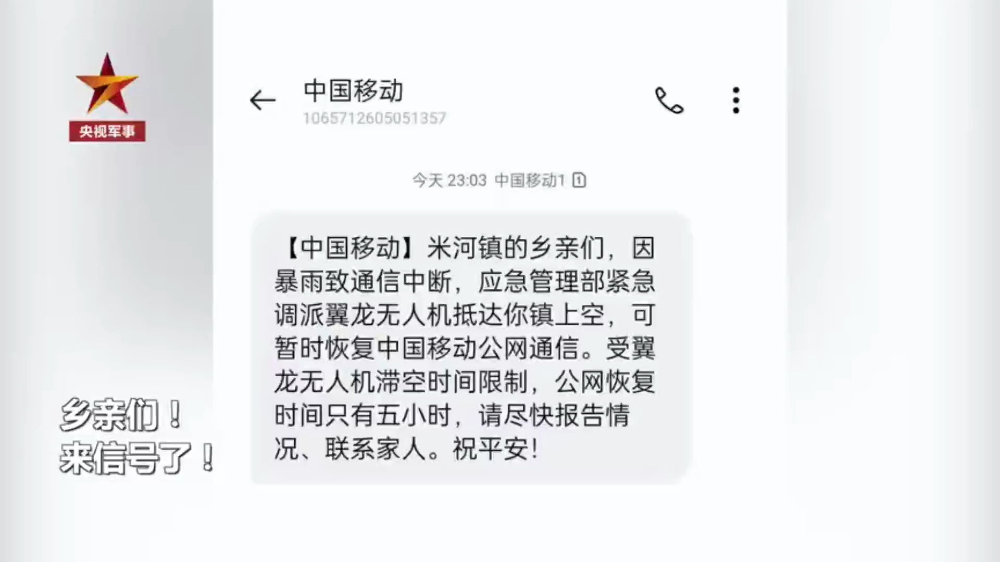 央视军事
中国移动
1065712605051357
今天 23:03 中国移动1 1
【中国移动】米河镇的乡亲们，因
暴雨致通信中断，应急管理部紧急
调派翼龙无人机抵达你镇上空，可
暂时恢复中国移动公网通信。受翼
龙无人机滞空时间限制，公网恢复
时间只有五小时，请尽快报告情
况、联系家人。祝平安！
乡亲们！
来信号了！